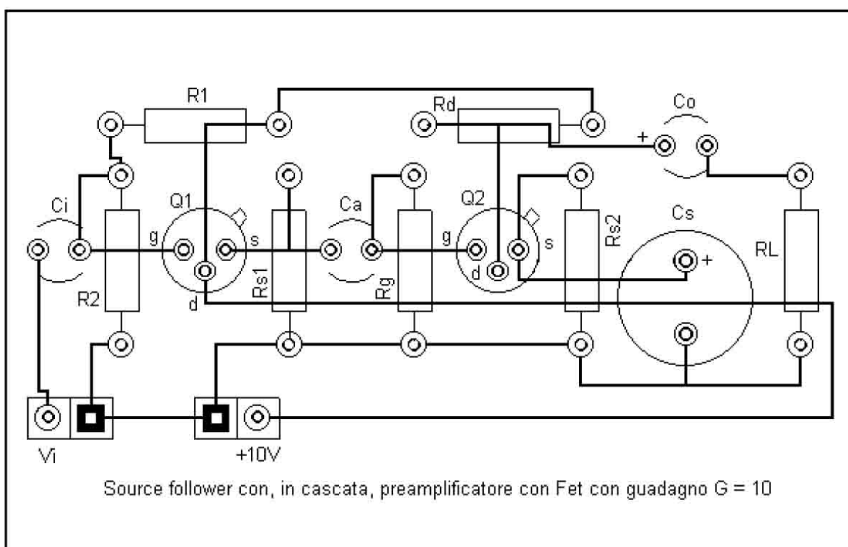 R1
Rd
Co
+
Ci
Q1
Ca
Q2
Rs2
Cs
g
s
g
s
+
RL
R2
d
Rs1
Rg
d
Vi
+10V
Source follower con, in cascata, preamplificatore con Fet con guadagno G = 10